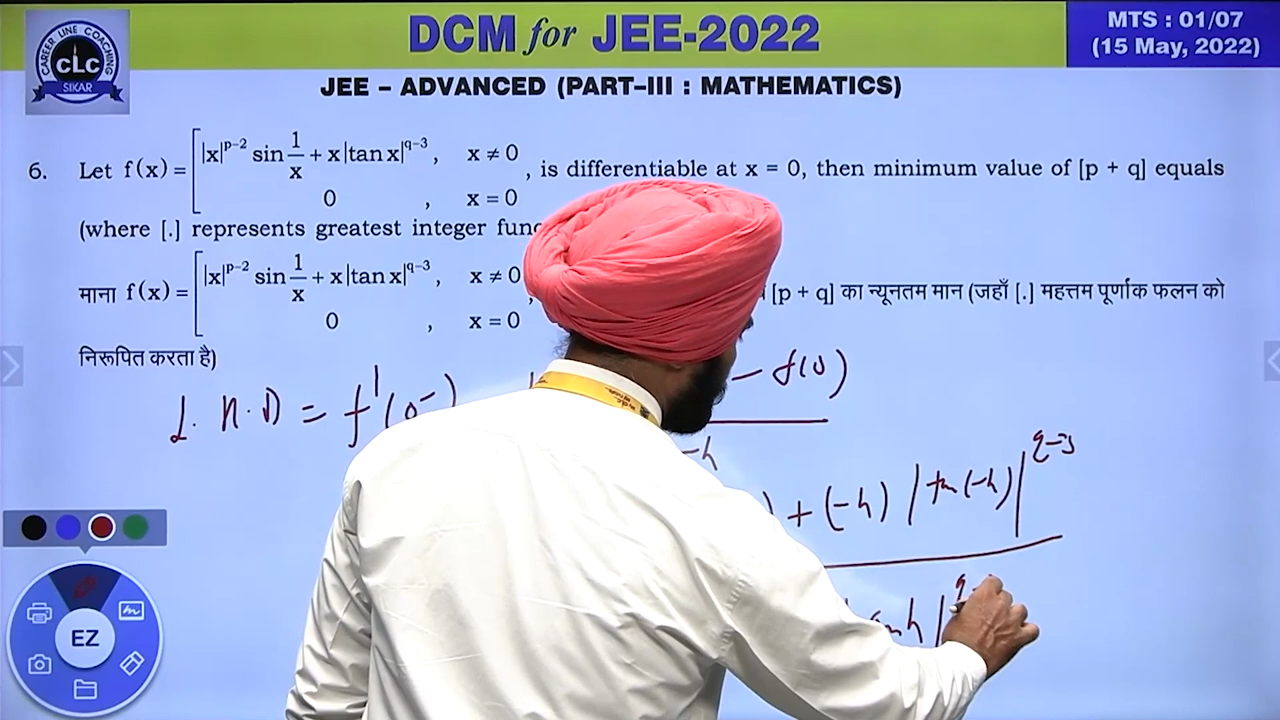 CAREER LINE COACHING
CLC
SIKAR
DCM for JEE-2022
MTS : 01/07
(15 May, 2022)
JEE – ADVANCED (PART–III : MATHEMATICS)
6. Let f(x) = [ |x|^{p–2} sin 1/x + x|tan x|^{q–3} , x ≠ 0
0 , x = 0
, is differentiable at x = 0, then minimum value of [p + q] equals
(where [.] represents greatest integer
माना f(x) = [ |x|^{p–2} sin 1/x + x|tan x|^{q–3} , x ≠ 0
0 , x = 0
[p + q] का न्यूनतम मान (जहाँ [.] महत्तम पूर्णांक फलन को
निरूपित करता है)
L. H. D = f'(0-) – f(0)
-h
) + (-h) |tan(-h)|^{q-3}
h|
EZ